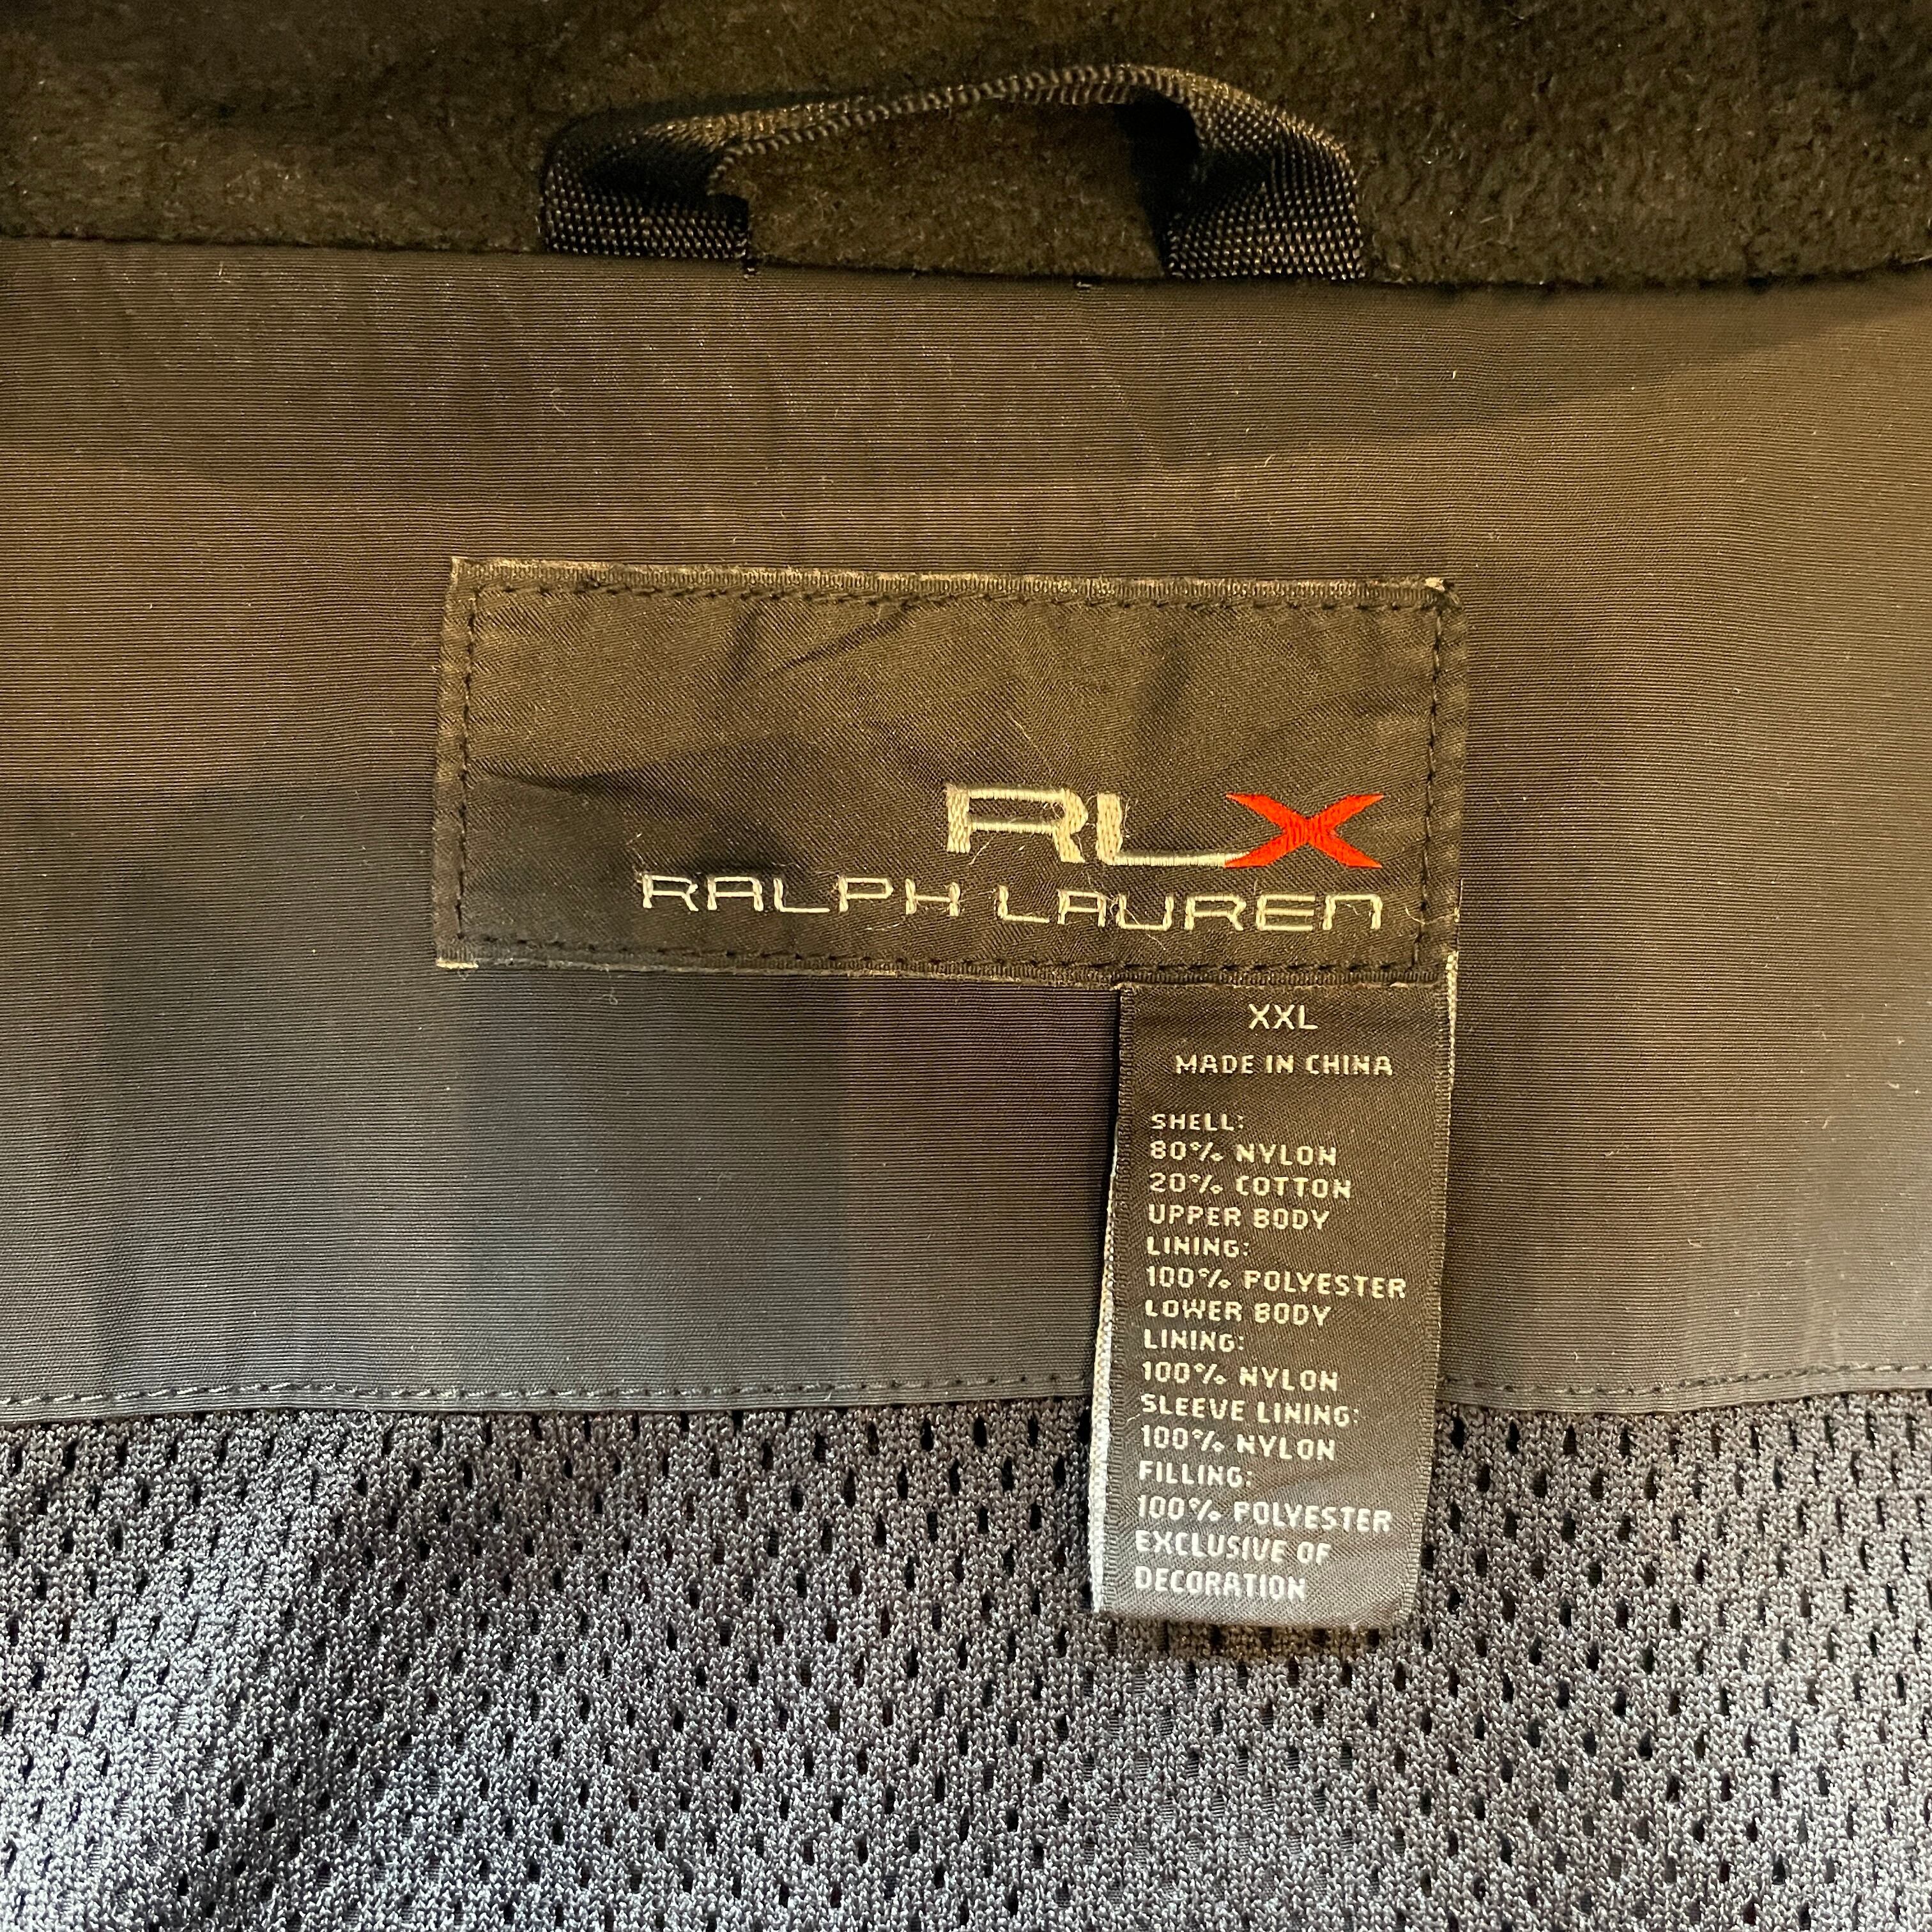 RLX
RALPH LAUREN
XXL
MADE IN CHINA
SHELL:
80% NYLON
20% COTTON
UPPER BODY
LINING:
100% POLYESTER
LOWER BODY
LINING:
100% NYLON
SLEEVE LINING:
100% NYLON
FILLING:
100% POLYESTER
EXCLUSIVE OF
DECORATION